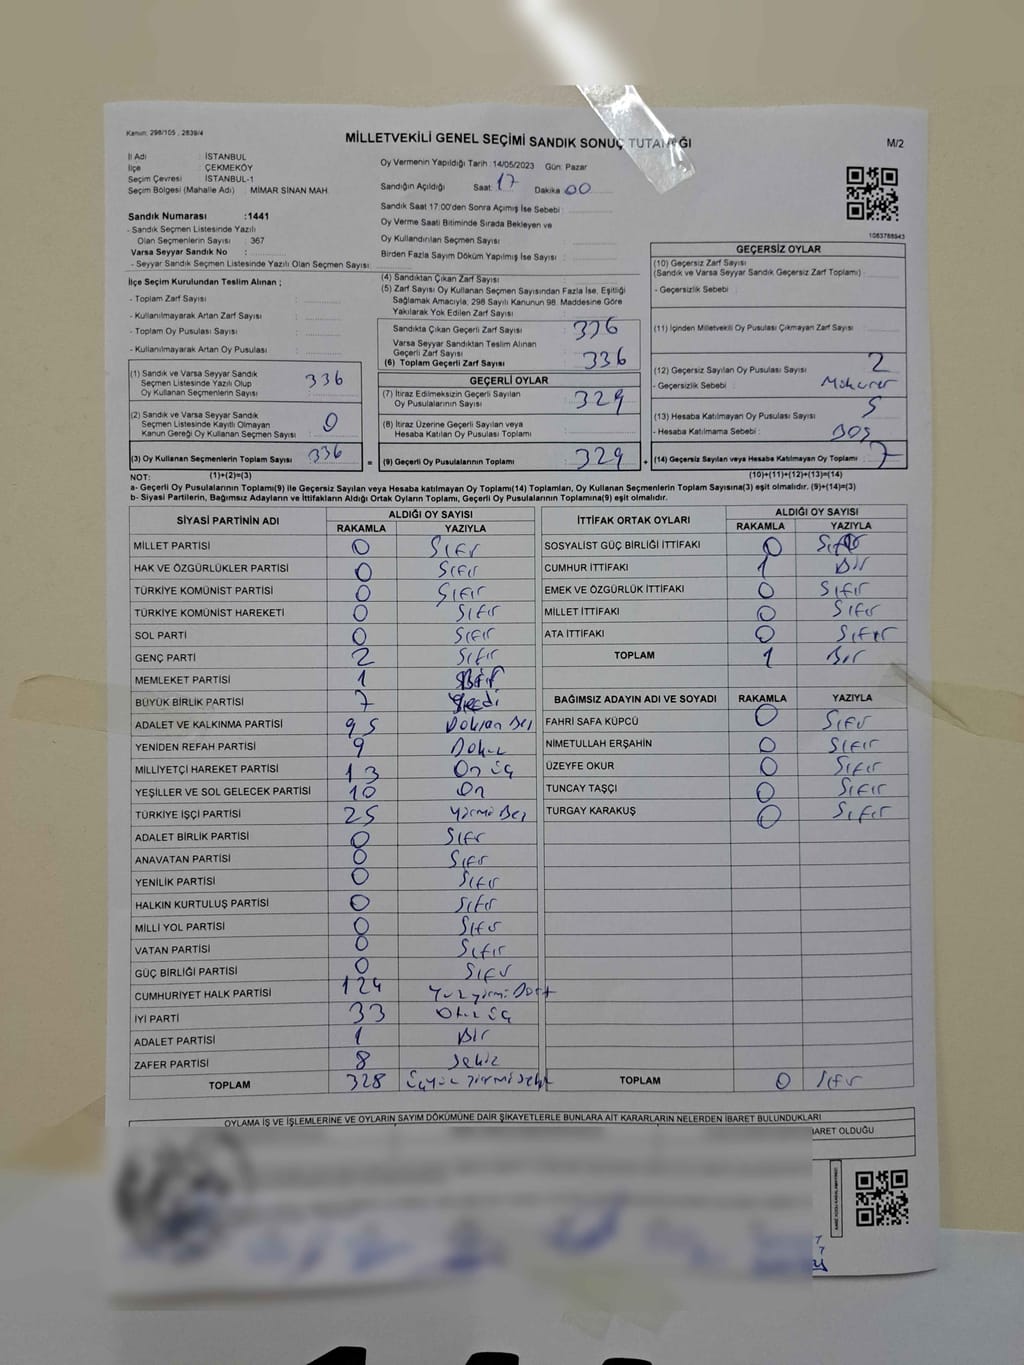 Kanun: 298/105 , 2839/4
MİLLETVEKİLİ GENEL SEÇİMİ SANDIK SONUÇ TUTANAĞI
M/2
İl Adı : İSTANBUL
İlçe : ÇEKMEKÖY
Seçim Çevresi : İSTANBUL-1
Seçim Bölgesi (Mahalle Adı) : MİMAR SİNAN MAH.
Sandık Numarası :1441
- Sandık Seçmen Listesinde Yazılı
Olan Seçmenlerin Sayısı : 367
Varsa Seyyar Sandık No :
- Seyyar Sandık Seçmen Listesinde Yazılı Olan Seçmen Sayısı:
Oy Vermenin Yapıldığı Tarih : 14/05/2023 Gün: Pazar
Sandığın Açıldığı Saat: 17 Dakika 00
Sandık Saat 17:00'den Sonra Açılmış İse Sebebi :
Oy Verme Saati Bitiminde Sırada Bekleyen ve
Oy Kullandırılan Seçmen Sayısı :
Birden Fazla Sayım Döküm Yapılmış İse Sayısı :
1063768943
İlçe Seçim Kurulundan Teslim Alınan ;
- Toplam Zarf Sayısı :
- Kullanılmayarak Artan Zarf Sayısı :
- Toplam Oy Pusulası Sayısı :
- Kullanılmayarak Artan Oy Pusulası :
(1) Sandık ve Varsa Seyyar Sandık
Seçmen Listesinde Yazılı Olup
Oy Kullanan Seçmenlerin Sayısı : 336
(2) Sandık ve Varsa Seyyar Sandık
Seçmen Listesinde Kayıtlı Olmayan
Kanun Gereği Oy Kullanan Seçmen Sayısı : 0
(3) Oy Kullanan Seçmenlerin Toplam Sayısı : 336
(1)+(2)=(3)
(4) Sandıktan Çıkan Zarf Sayısı :
(5) Zarf Sayısı Oy Kullanan Seçmen Sayısından Fazla İse, Eşitliği
Sağlamak Amacıyla; 298 Sayılı Kanunun 98. Maddesine Göre
Yakılarak Yok Edilen Zarf Sayısı :
Sandıkta Çıkan Geçerli Zarf Sayısı : 336
Varsa Seyyar Sandıktan Teslim Alınan
Geçerli Zarf Sayısı :
(6) Toplam Geçerli Zarf Sayısı : 336
GEÇERLİ OYLAR
(7) İtiraz Edilmeksizin Geçerli Sayılan
Oy Pusulalarının Sayısı : 329
(8) İtiraz Üzerine Geçerli Sayılan veya
Hesaba Katılan Oy Pusulaları Toplamı :
= (9) Geçerli Oy Pusulalarının Toplamı : 329 +
GEÇERSİZ OYLAR
(10) Geçersiz Zarf Sayısı
(Sandık ve Varsa Seyyar Sandık Geçersiz Zarf Toplamı) :
- Geçersizlik Sebebi :
(11) İçinden Milletvekili Oy Pusulası Çıkmayan Zarf Sayısı :
(12) Geçersiz Sayılan Oy Pusulası Sayısı : 2
- Geçersizlik Sebebi :
(13) Hesaba Katılmayan Oy Pusulası Sayısı : 5
- Hesaba Katılmama Sebebi : BOŞ
(14) Geçersiz Sayılan veya Hesaba Katılmayan Oy Toplamı : 7
(10)+(11)+(12)+(13)=(14)
NOT:
a- Geçerli Oy Pusulalarının Toplamı(9) ile Geçersiz Sayılan veya Hesaba katılmayan Oy Toplamı(14) Toplamları, Oy Kullanan Seçmenlerin Toplam Sayısına(3) eşit olmalıdır. (9)+(14)=(3)
b- Siyasi Partilerin, Bağımsız Adayların ve İttifakların Aldığı Ortak Oyların Toplamı, Geçerli Oy Pusulalarının Toplamına(9) eşit olmalıdır.
SİYASİ PARTİNİN ADI
ALDIĞI OY SAYISI
RAKAMLA YAZIYLA
MİLLET PARTİSİ 0 Sıfır
HAK VE ÖZGÜRLÜKLER PARTİSİ 0 Sıfır
TÜRKİYE KOMÜNİST PARTİSİ 0 Sıfır
TÜRKİYE KOMÜNİST HAREKETİ 0 Sıfır
SOL PARTİ 0 Sıfır
GENÇ PARTİ 2 Sıfır
MEMLEKET PARTİSİ 1
BÜYÜK BİRLİK PARTİSİ 7 Yedi
ADALET VE KALKINMA PARTİSİ 95 Doksan Beş
YENİDEN REFAH PARTİSİ 9 Dokuz
MİLLİYETÇİ HAREKET PARTİSİ 13 On üç
YEŞİLLER VE SOL GELECEK PARTİSİ 10 On
TÜRKİYE İŞÇİ PARTİSİ 25 Yirmi Beş
ADALET BİRLİK PARTİSİ 0 Sıfır
ANAVATAN PARTİSİ 0 Sıfır
YENİLİK PARTİSİ 0 Sıfır
HALKIN KURTULUŞ PARTİSİ 0 Sıfır
MİLLİ YOL PARTİSİ 0 Sıfır
VATAN PARTİSİ 0 Sıfır
GÜÇ BİRLİĞİ PARTİSİ 0 Sıfır
CUMHURİYET HALK PARTİSİ 124 Yüz yirmi Dört
İYİ PARTİ 33 Otuz üç
ADALET PARTİSİ 1 Bir
ZAFER PARTİSİ 8 Sekiz
TOPLAM 328 Üçyüz yirmi sekiz
İTTİFAK ORTAK OYLARI
ALDIĞI OY SAYISI
RAKAMLA YAZIYLA
SOSYALİST GÜÇ BİRLİĞİ İTTİFAKI 0 Sıfır
CUMHUR İTTİFAKI 1 Bir
EMEK VE ÖZGÜRLÜK İTTİFAKI 0 Sıfır
MİLLET İTTİFAKI 0 Sıfır
ATA İTTİFAKI 0 Sıfır
TOPLAM 1 Bir
BAĞIMSIZ ADAYIN ADI VE SOYADI RAKAMLA YAZIYLA
FAHRİ SAFA KÜPCÜ 0 Sıfır
NİMETULLAH ERŞAHİN 0 Sıfır
ÜZEYFE OKUR 0 Sıfır
TUNCAY TAŞÇI 0 Sıfır
TURGAY KARAKUŞ 0 Sıfır
TOPLAM 0 Sıfır
OYLAMA İŞ VE İŞLEMLERİNE VE OYLARIN SAYIM DÖKÜMÜNE DAİR ŞİKAYETLERLE BUNLARA AİT KARARLARIN NELERDEN İBARET BULUNDUKLARI
BARET OLDUĞU